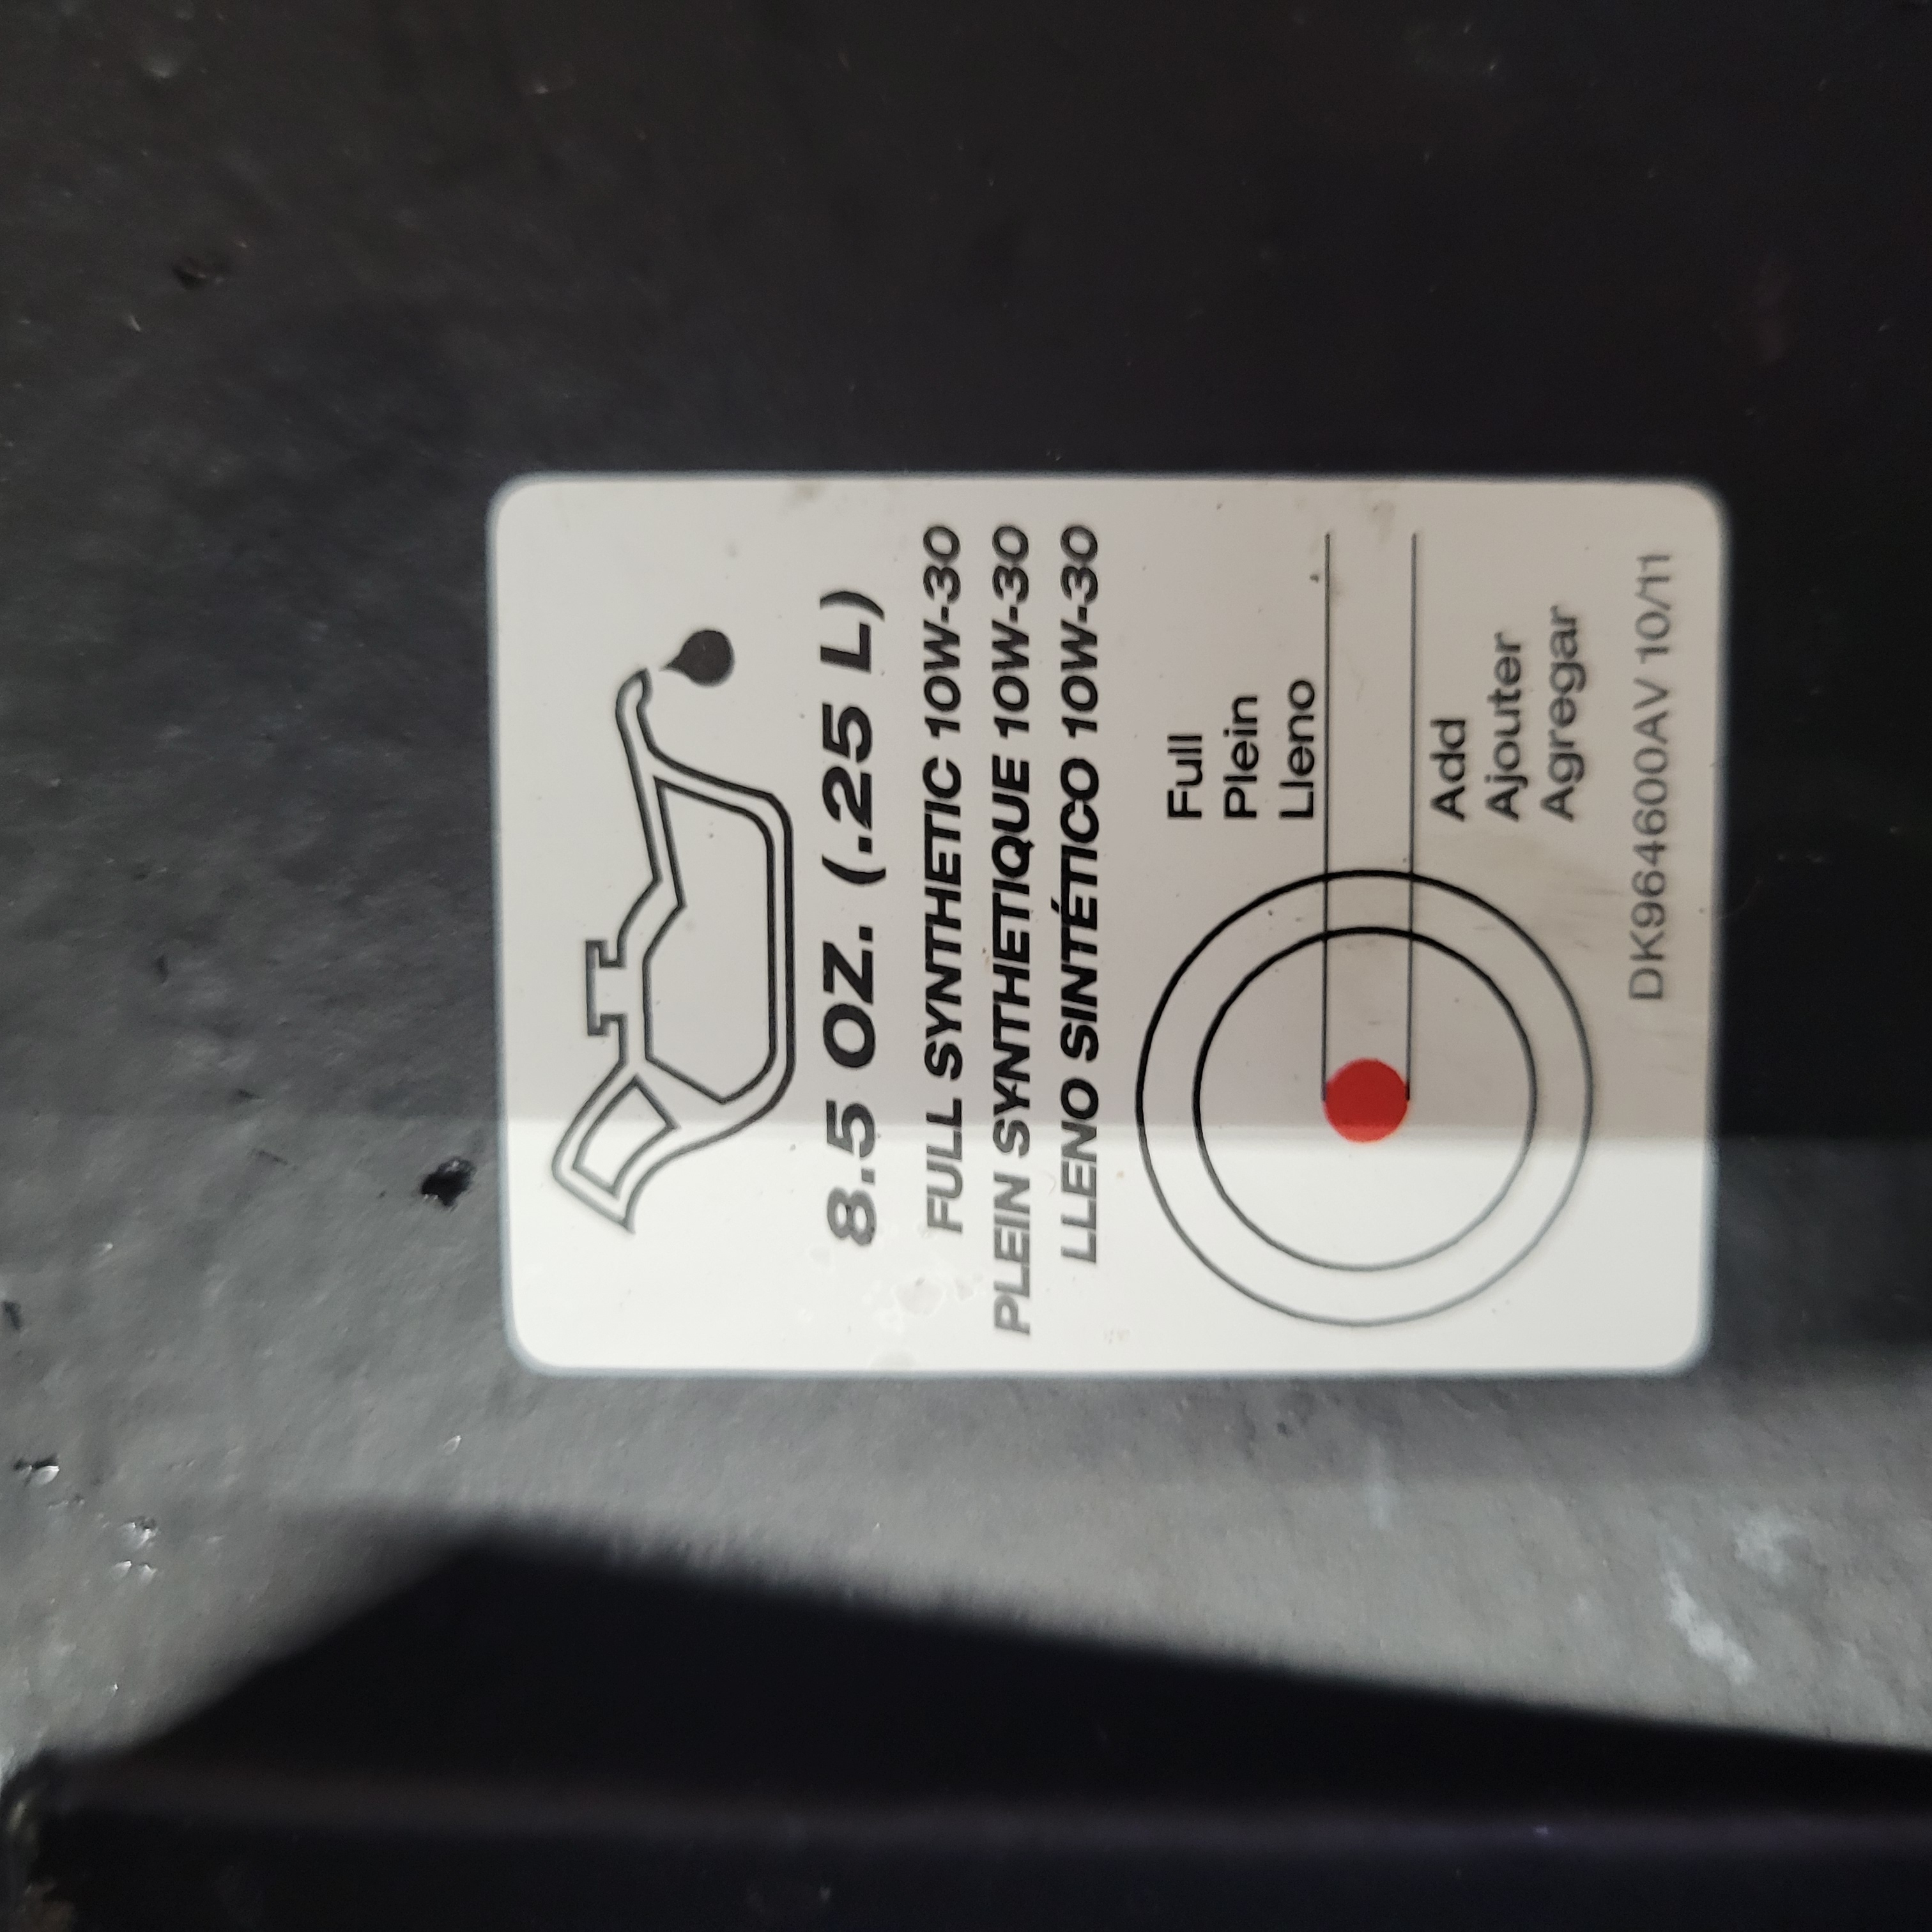 8.5 OZ. (.25 L)
FULL SYNTHETIC 10W-30
PLEIN SYNTHETIQUE 10W-30
LLENO SINTÉTICO 10W-30
Full
Plein
Lleno
Add
Ajouter
Agregar
DK964600AV 10/11